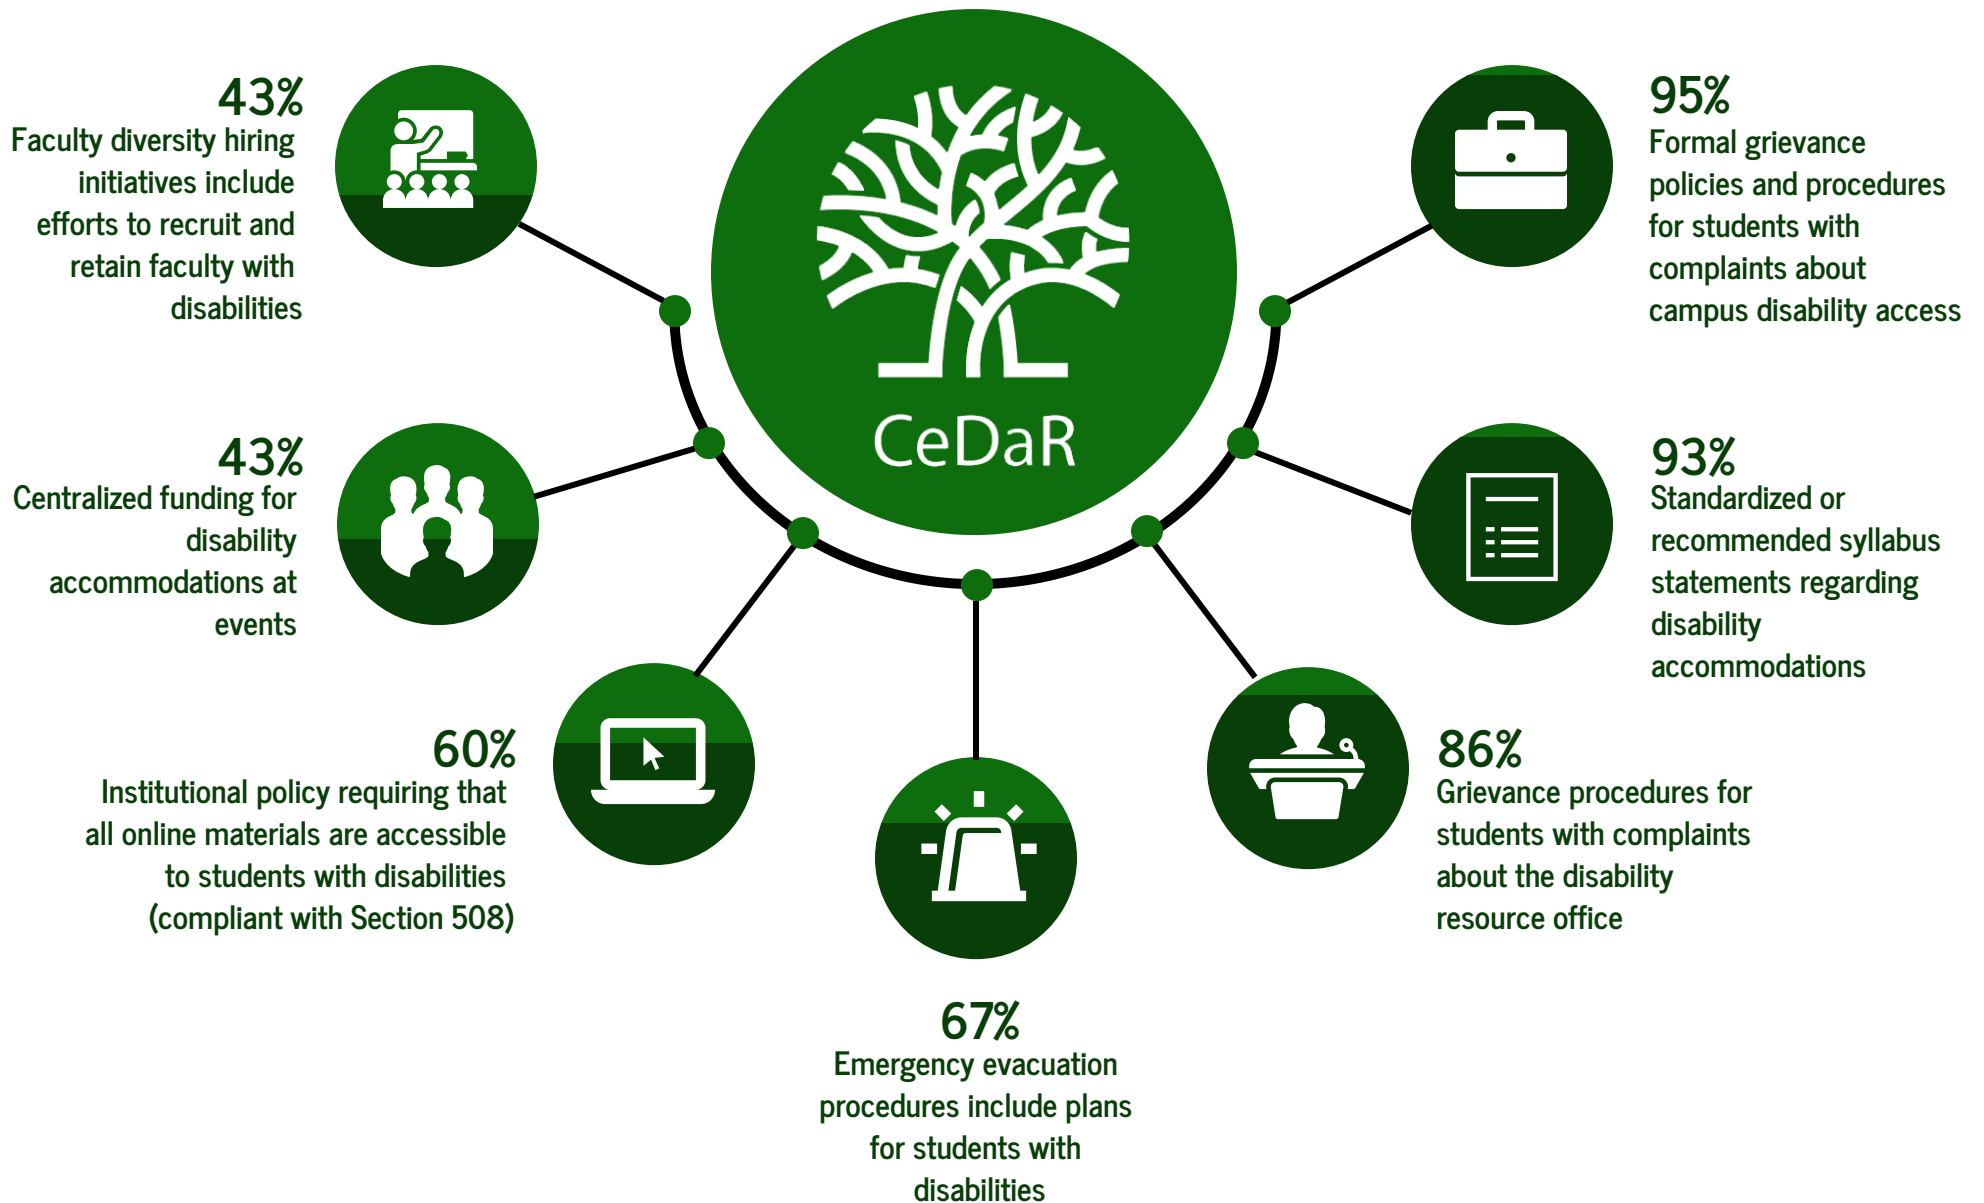 43%
Faculty diversity hiring
initiatives include
efforts to recruit and
retain faculty with
disabilities
43%
Centralized funding for
disability
accommodations at
events
60%
Institutional policy requiring that
all online materials are accessible
to students with disabilities
(compliant with Section 508)
CeDaR
67%
Emergency evacuation
procedures include plans
for students with
disabilities
95%
Formal grievance
policies and procedures
for students with
complaints about
campus disability access
93%
Standardized or
recommended syllabus
statements regarding
disability
accommodations
86%
Grievance procedures for
students with complaints
about the disability
resource office